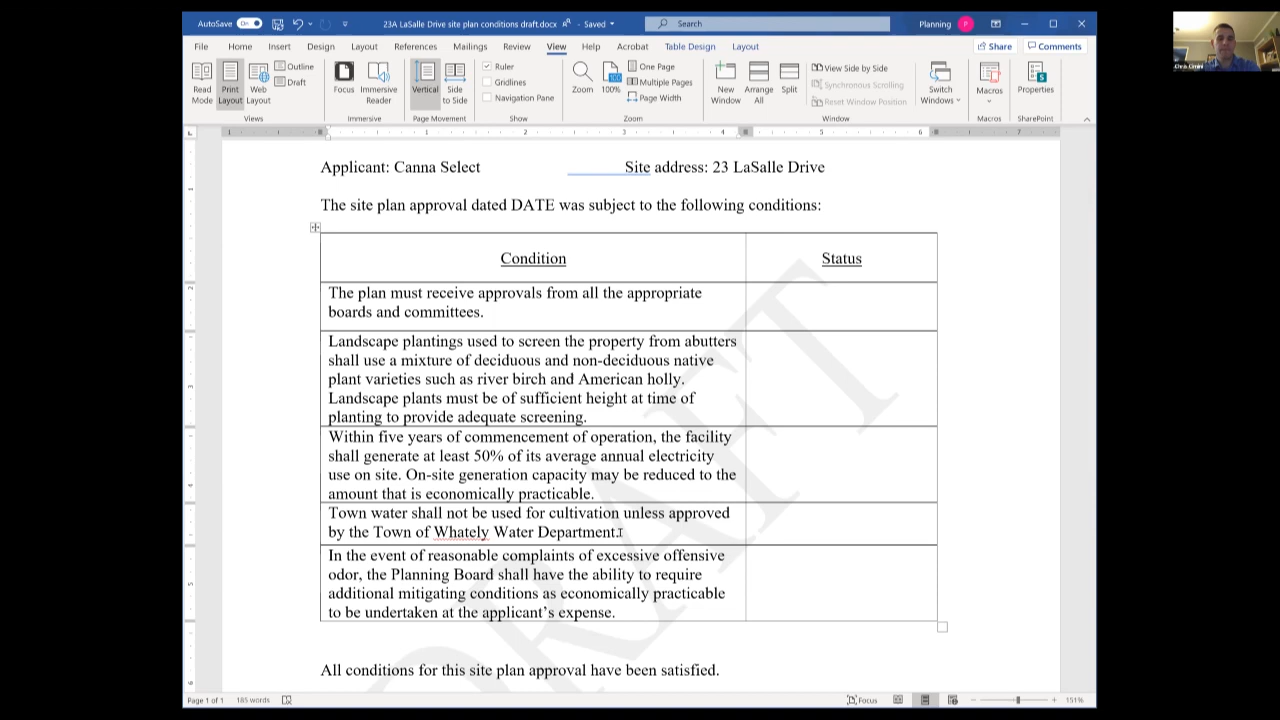 AutoSave On 23A LaSalle Drive site plan conditions draft.docx - Saved Search Planning P
File Home Insert Design Layout References Mailings Review View Help Acrobat Table Design Layout Share Comments
Read Mode Print Layout Web Layout Outline Draft Focus Immersive Reader Vertical Side to Side Ruler Gridlines Navigation Pane Zoom 100% One Page Multiple Pages Page Width New Window Arrange All Split View Side by Side Synchronous Scrolling Reset Window Position Switch Windows Macros Properties
Views Immersive Page Movement Show Zoom Window Macros SharePoint
Applicant: Canna Select Site address: 23 LaSalle Drive
The site plan approval dated DATE was subject to the following conditions:
Condition Status
The plan must receive approvals from all the appropriate
boards and committees.
Landscape plantings used to screen the property from abutters
shall use a mixture of deciduous and non-deciduous native
plant varieties such as river birch and American holly.
Landscape plants must be of sufficient height at time of
planting to provide adequate screening.
Within five years of commencement of operation, the facility
shall generate at least 50% of its average annual electricity
use on site. On-site generation capacity may be reduced to the
amount that is economically practicable.
Town water shall not be used for cultivation unless approved
by the Town of Whately Water Department.
In the event of reasonable complaints of excessive offensive
odor, the Planning Board shall have the ability to require
additional mitigating conditions as economically practicable
to be undertaken at the applicant's expense.
All conditions for this site plan approval have been satisfied.
DRAFT
Page 1 of 1 185 words Focus 151%